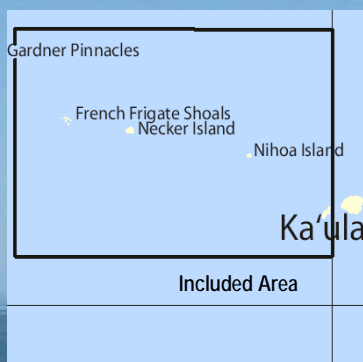 Gardner Pinnacles
French Frigate Shoals
Necker Island
Nihoa Island
Kaʻula
Included Area